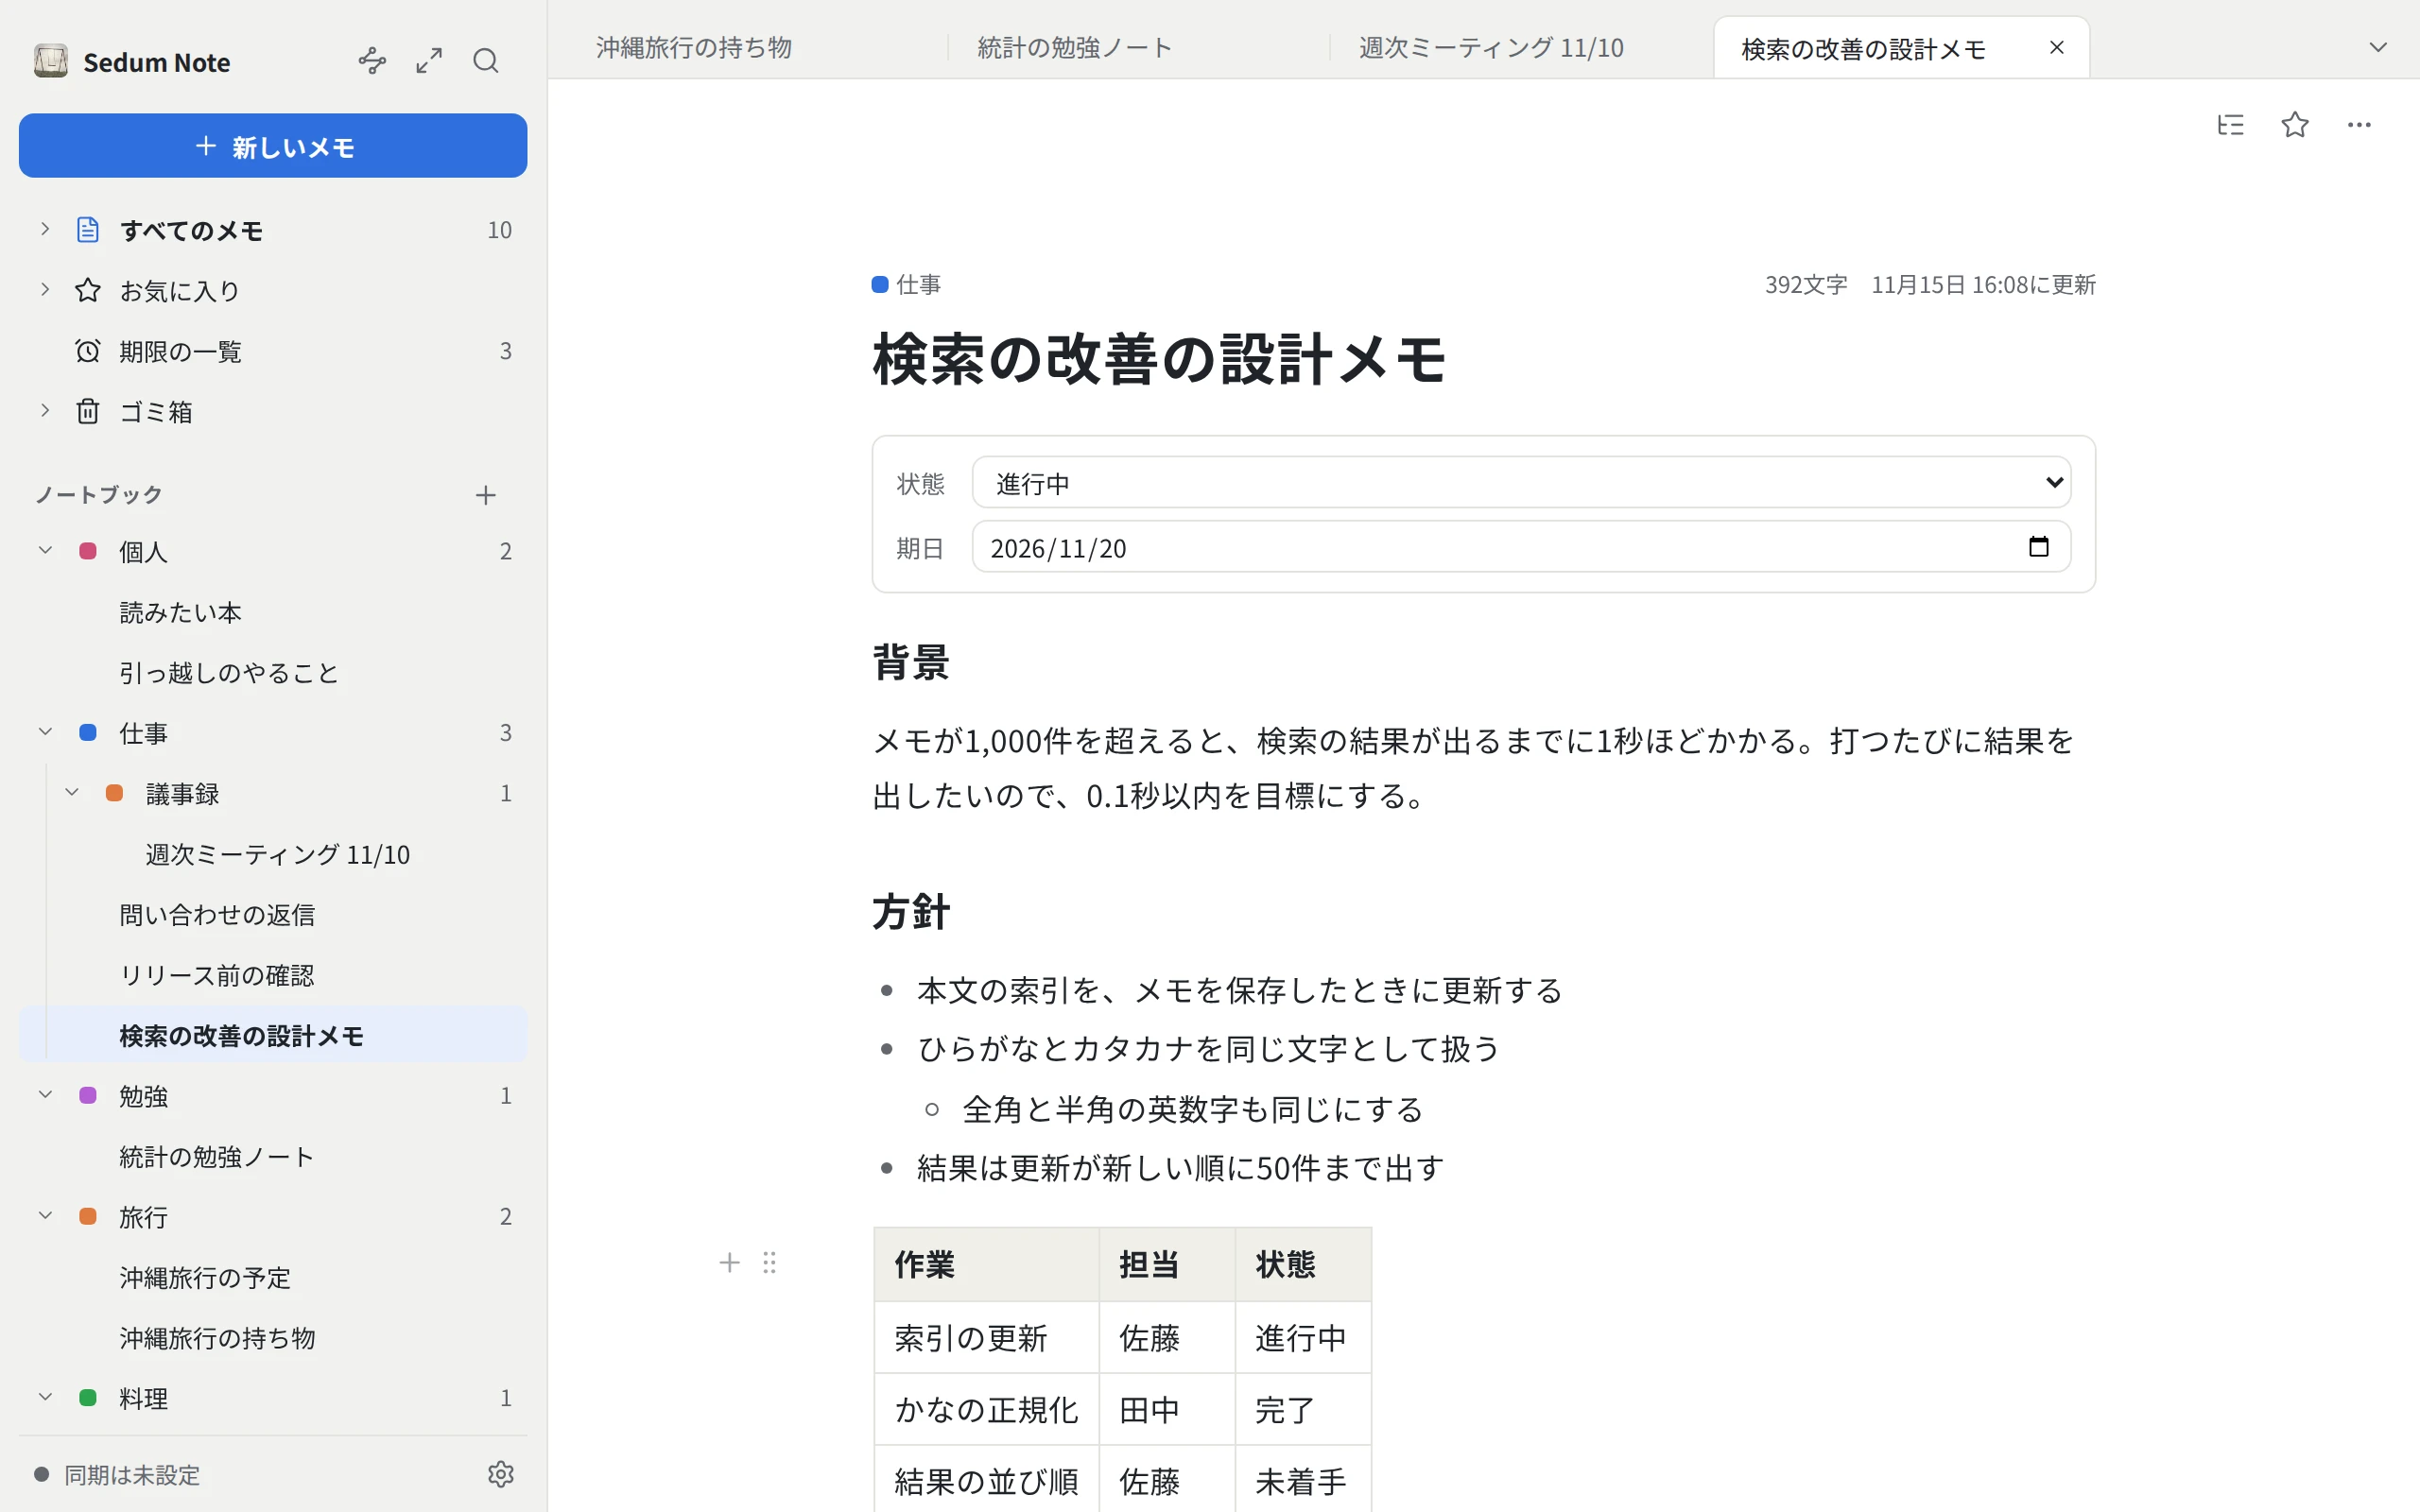 Sedum Note
新しいメモ
すべてのメモ 10
お気に入り
期限の一覧 3
ゴミ箱
ノートブック
個人 2
読みたい本
引っ越しのやること
仕事 3
議事録 1
週次ミーティング 11/10
問い合わせの返信
リリース前の確認
検索の改善の設計メモ
勉強 1
統計の勉強ノート
旅行 2
沖縄旅行の予定
沖縄旅行の持ち物
料理 1
同期は未設定
沖縄旅行の持ち物 統計の勉強ノート 週次ミーティング 11/10 検索の改善の設計メモ
仕事 392文字 11月15日 16:08に更新
検索の改善の設計メモ
状態 進行中
期日 2026/11/20
背景
メモが1,000件を超えると、検索の結果が出るまでに1秒ほどかかる。打つたびに結果を
出したいので、0.1秒以内を目標にする。
方針
本文の索引を、メモを保存したときに更新する
ひらがなとカタカナを同じ文字として扱う
全角と半角の英数字も同じにする
結果は更新が新しい順に50件まで出す
作業 担当 状態
索引の更新 佐藤 進行中
かなの正規化 田中 完了
結果の並び順 佐藤 未着手